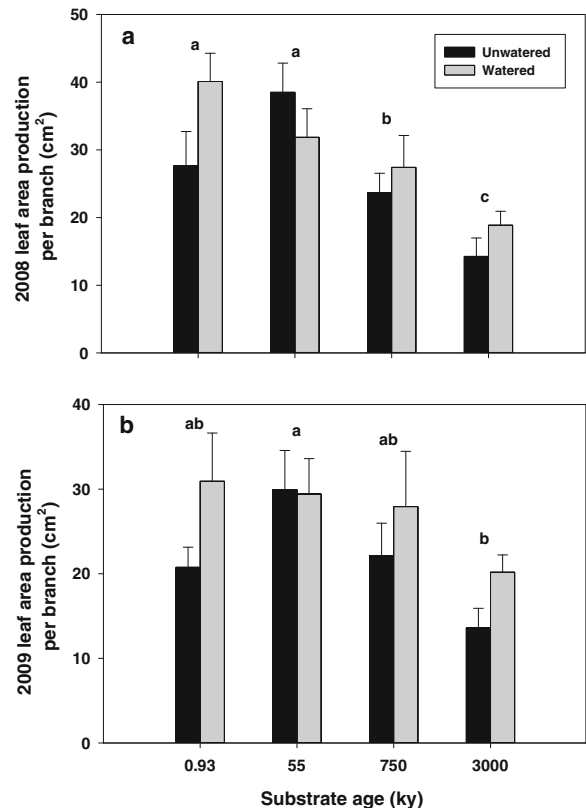 50
a
a
a
Unwatered
Watered
40
2008 leaf area production
per branch (cm²)
b
30
c
20
10
0
40
b
ab
a
ab
30
2009 leaf area production
per branch (cm²)
b
20
10
0
0.93 55 750 3000
Substrate age (ky)